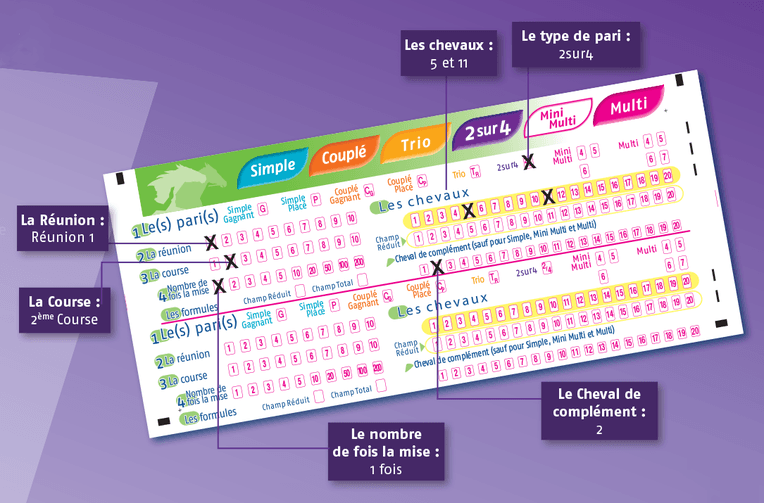 Les chevaux :
5 et 11
Le type de pari :
2sur4
Simple
Couplé
Trio
2 sur 4
Mini
Multi
Multi
1 Le(s) pari(s)
Simple
Gagnant G
Simple
Placé P
Couplé
Gagnant CG
Couplé
Placé CP
Trio TR
2sur4 X
Mini
Multi 4 5
6
Multi 4 5
6 7
2 La réunion
X 2 3 4 5 6 7 8 9 10
3 La course
1 X 3 4 5 6 7 8 9 10
4 Nombre de
fois la mise
X 2 3 4 5 10 20 50 100 200
Les formules
Champ Réduit
Champ Total
Les chevaux
1 2 3 4 X 6 7 8 9 10 X 12 13 14 15 16 17 18 19 20
Champ
Réduit
1 2 3 4 5 6 7 8 9 10 11 12 13 14 15 16 17 18 19 20
Cheval de complément (sauf pour Simple, Mini Multi et Multi)
1 X 3 4 5 6 7 8 9 10 11 12 13 14 15 16 17 18 19 20
1 Le(s) pari(s)
Simple
Gagnant G
Simple
Placé P
Couplé
Gagnant CG
Couplé
Placé CP
Trio TR
2sur4 2/4
Mini
Multi 4 5
6
Multi 4 5
6 7
2 La réunion
1 2 3 4 5 6 7 8 9 10
3 La course
1 2 3 4 5 6 7 8 9 10
4 Nombre de
fois la mise
1 2 3 4 5 10 20 50 100 200
Les formules
Champ Réduit
Champ Total
Les chevaux
1 2 3 4 5 6 7 8 9 10 11 12 13 14 15 16 17 18 19 20
Champ
Réduit
1 2 3 4 5 6 7 8 9 10 11 12 13 14 15 16 17 18 19 20
Cheval de complément (sauf pour Simple, Mini Multi et Multi)
1 2 3 4 5 6 7 8 9 10 11 12 13 14 15 16 17 18 19 20
La Réunion :
Réunion 1
La Course :
2ème Course
Le nombre
de fois la mise :
1 fois
Le Cheval de
complément :
2